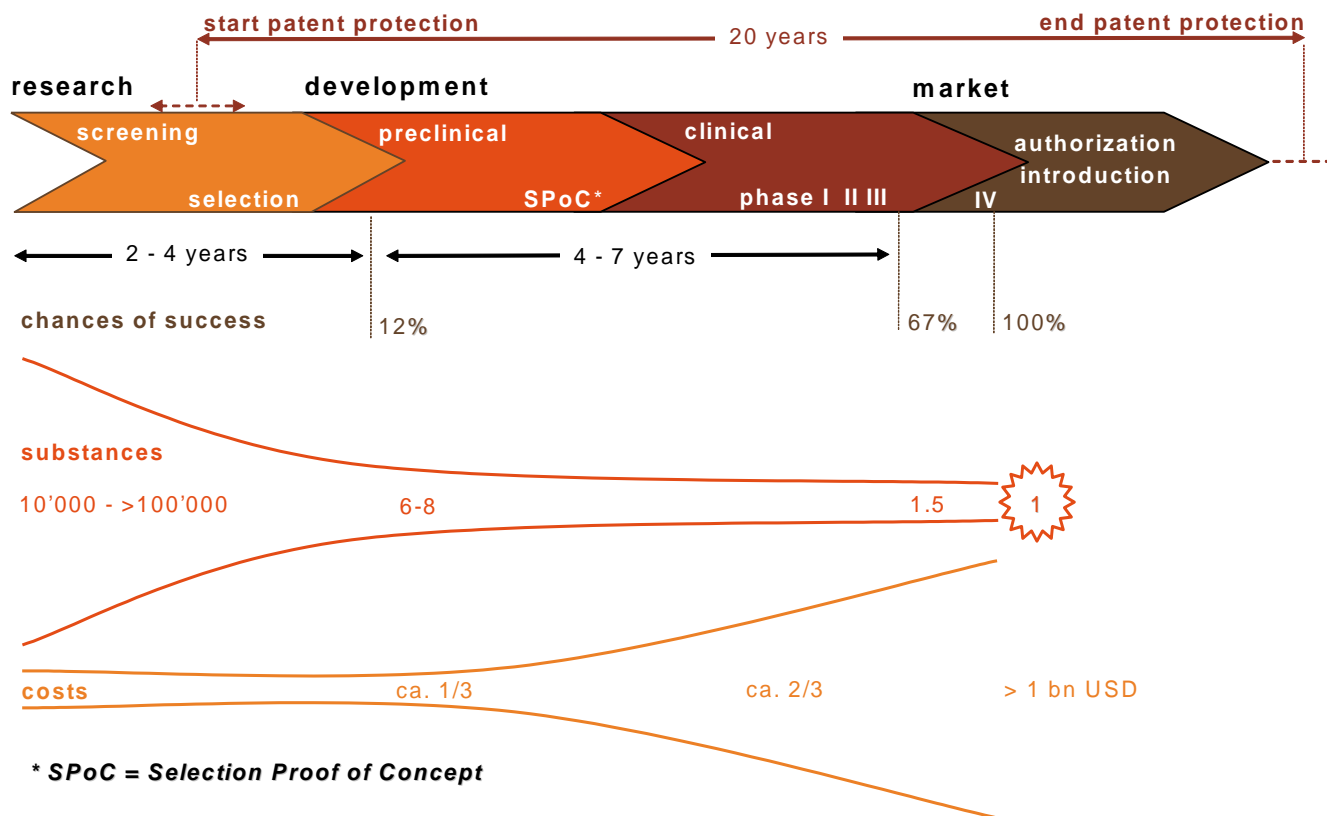 start patent protection
end patent protection
20 years
research
development
market
screening
preclinical
clinical
authorization
introduction
selection
SPoC*
phase I II III
IV
2 - 4 years
4 - 7 years
chances of success
12%
67%
100%
substances
10'000 - >100'000
6-8
1.5
1
costs
ca. 1/3
ca. 2/3
> 1 bn USD
* SPoC = Selection Proof of Concept